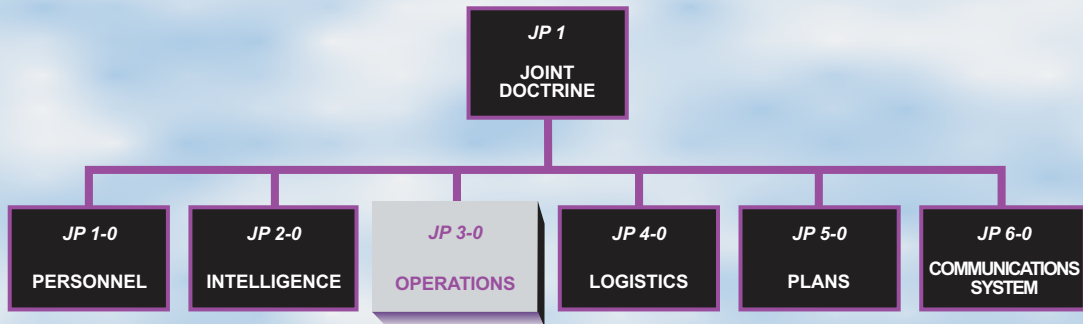 JP 1
JOINT
DOCTRINE
JP 1-0
PERSONNEL
JP 2-0
INTELLIGENCE
JP 3-0
OPERATIONS
JP 4-0
LOGISTICS
JP 5-0
PLANS
JP 6-0
COMMUNICATIONS
SYSTEM